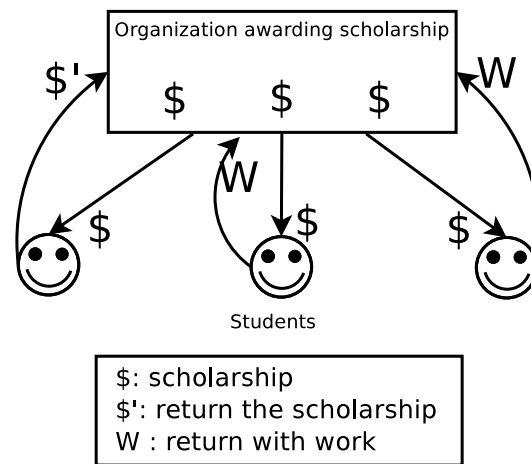 Organization awarding scholarship
$'
W
$ $ $
W
$ $ $
Students
$: scholarship
$': return the scholarship
W : return with work